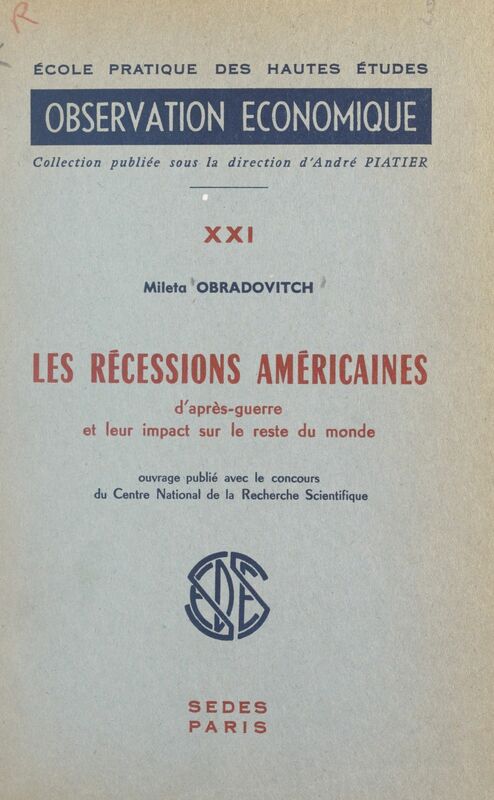 R
ÉCOLE PRATIQUE DES HAUTES ÉTUDES
OBSERVATION ECONOMIQUE
Collection publiée sous la direction d'André PIATIER
XXI
Mileta OBRADOVITCH
LES RÉCESSIONS AMÉRICAINES
d'après-guerre
et leur impact sur le reste du monde
ouvrage publié avec le concours
du Centre National de la Recherche Scientifique
SEDES
SEDES
PARIS